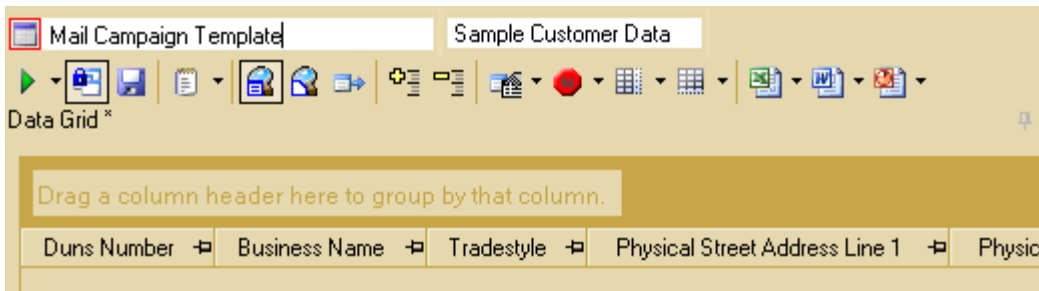 Mail Campaign Template Sample Customer Data
Data Grid *
Drag a column header here to group by that column.
Duns Number Business Name Tradestyle Physical Street Address Line 1 Physic